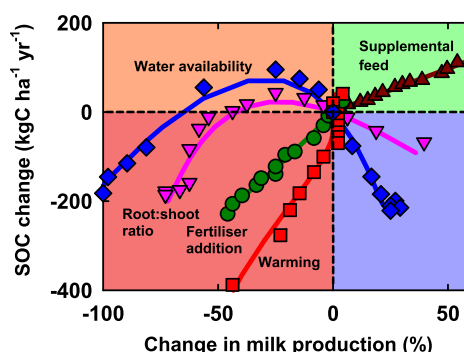 200
0
-200
-400
-100
-50
0
50
SOC change (kgC ha⁻¹ yr⁻¹)
Change in milk production (%)
Water availability
Supplemental
feed
Root:shoot
ratio
Fertiliser
addition
Warming